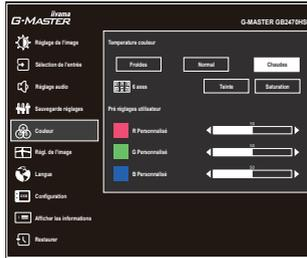 iiyama
G-MASTER
G-MASTER GB2470HS
Réglage de l'image
Sélection de l'entrée
Réglage audio
Sauvegarde réglages
Couleur
Régl. de l'image
Langue
Configuration
Afficher les informations
Restaurer
Temperature couleur
Froides
Normal
Chaudes
6 axes
Teinte
Saturation
Pré réglages utilisateur
R Personnalisé
50
G Personnalisé
50
B Personnalisé
50